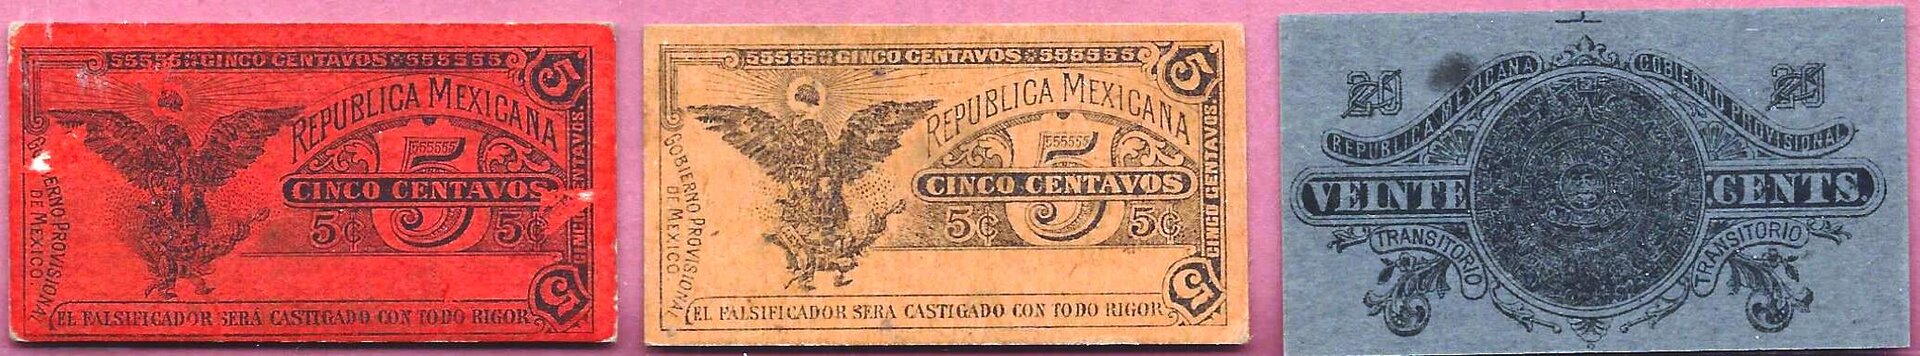 55555 CINCO CENTAVOS 555555
5
REPUBLICA MEXICANA
555555
5
CINCO CENTAVOS
5¢ 5¢
CINCO CENTAVOS
GOBIERNO PROVISIONAL
DE MEXICO.
5
EL FALSIFICADOR SERÁ CASTIGADO CON TODO RIGOR
55555 CINCO CENTAVOS 555555
5
REPUBLICA MEXICANA
555555
5
CINCO CENTAVOS
5¢ 5¢
CINCO CENTAVOS
GOBIERNO PROVISIONAL
DE MEXICO.
5
EL FALSIFICADOR SERA CASTIGADO CON TODO RIGOR
20 20
REPUBLICA MEXICANA GOBIERNO PROVISIONAL
VEINTE CENTS.
TRANSITORIO TRANSITORIO